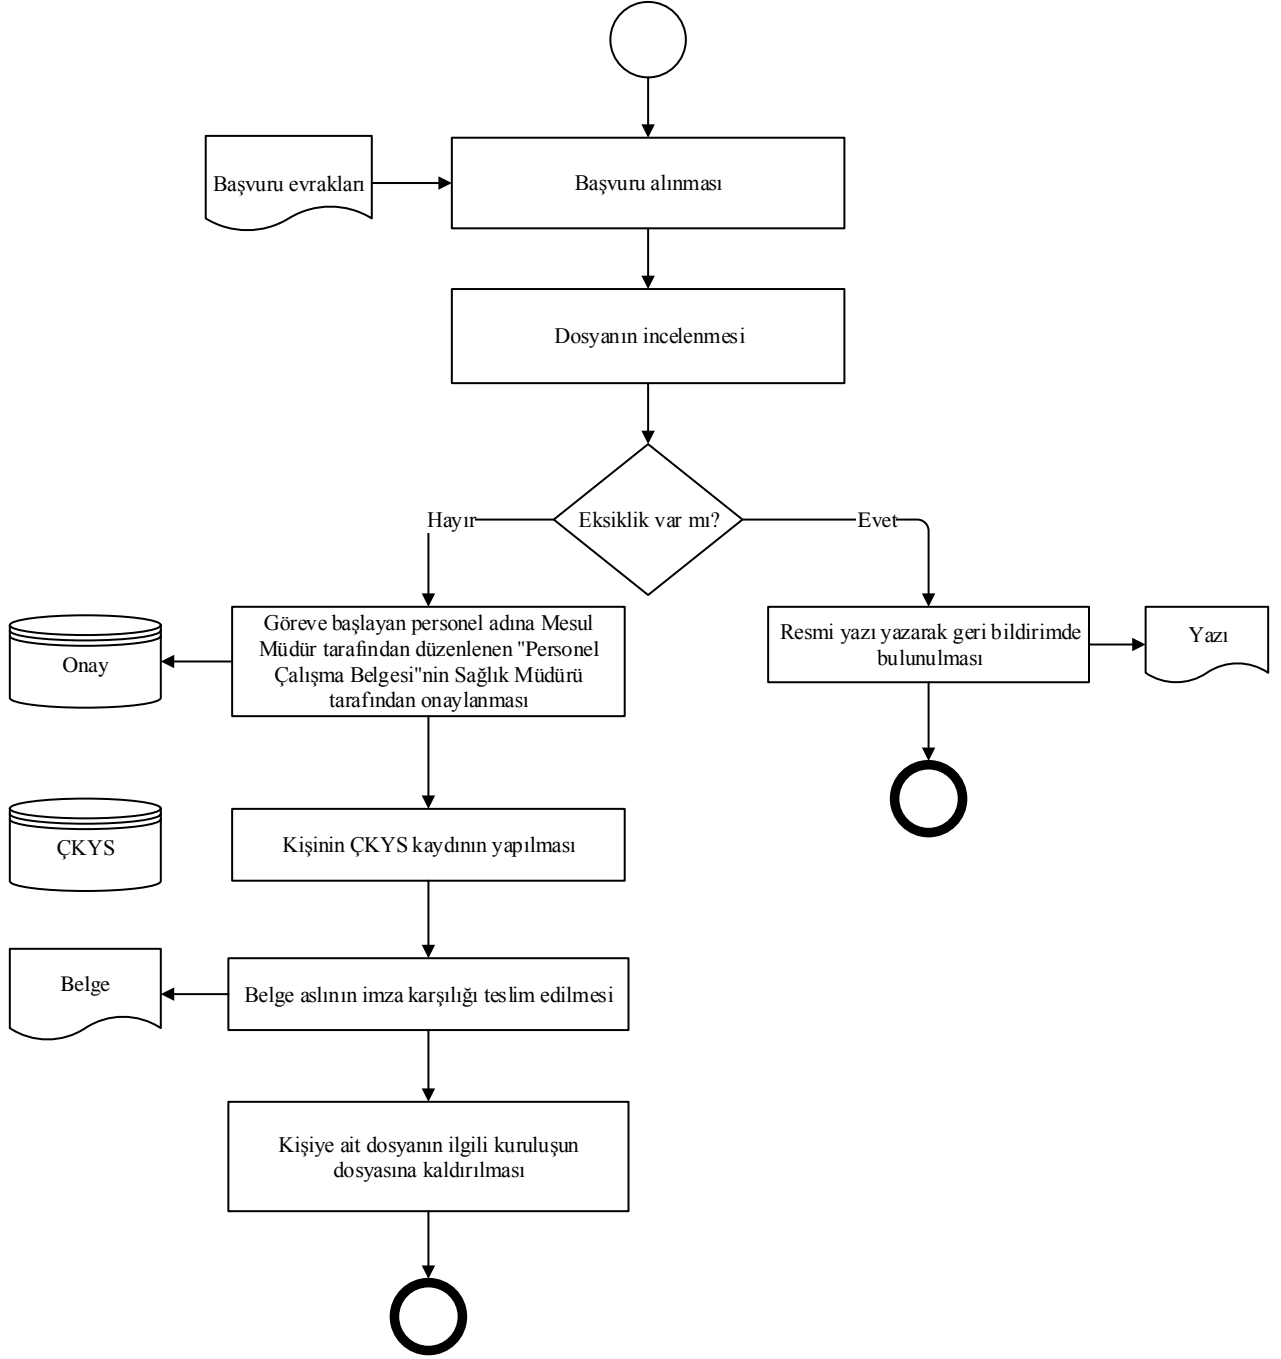 Başvuru evrakları
Başvuru alınması
Dosyanın incelenmesi
Eksiklik var mı?
Hayır
Evet
Göreve başlayan personel adına Mesul
Müdür tarafından düzenlenen "Personel
Çalışma Belgesi"nin Sağlık Müdürü
tarafından onaylanması
Onay
Resmi yazı yazarak geri bildirimde
bulunulması
Yazı
ÇKYS
Kişinin ÇKYS kaydının yapılması
Belge
Belge aslının imza karşılığı teslim edilmesi
Kişiye ait dosyanın ilgili kuruluşun
dosyasına kaldırılması